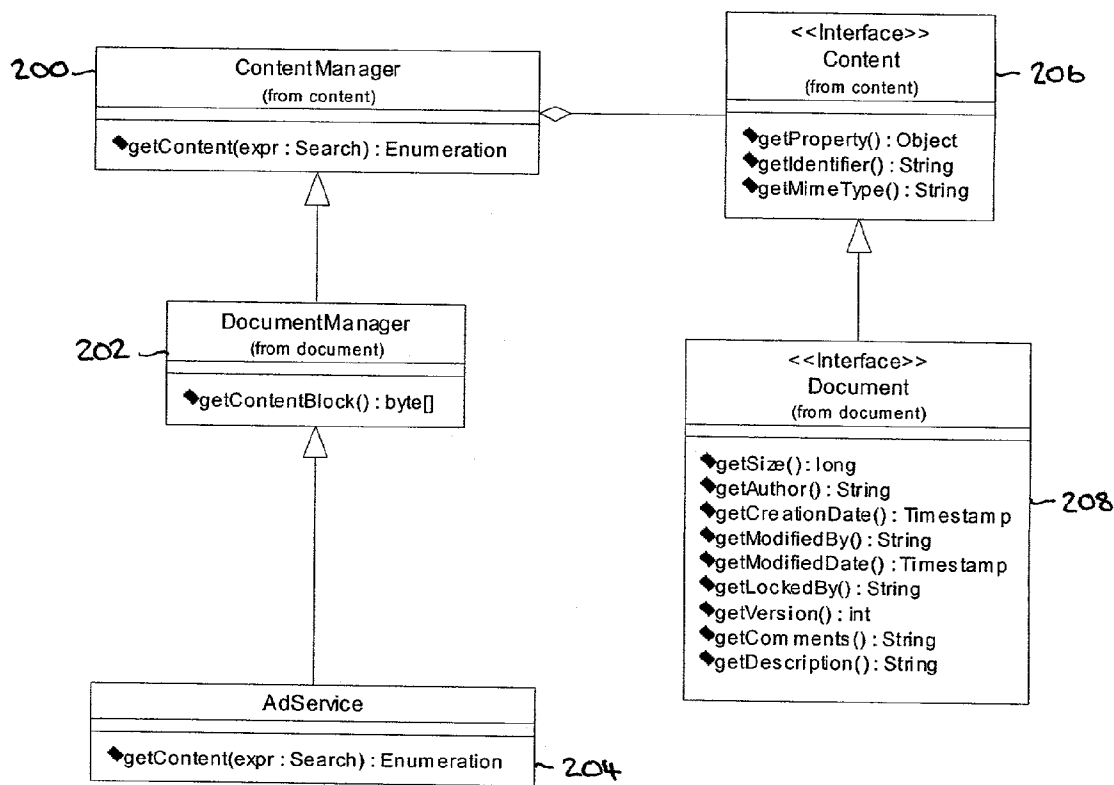 200
ContentManager
(from content)
getContent(expr : Search) : Enumeration
<<Interface>>
Content
(from content)
206
getProperty() : Object
getIdentifier() : String
getMimeType() : String
202
DocumentManager
(from document)
getContentBlock() : byte[]
<<Interface>>
Document
(from document)
getSize() : long
getAuthor() : String
getCreationDate() : Timestamp
getModifiedBy() : String
getModifiedDate() : Timestamp
getLockedBy() : String
getVersion() : int
getComments() : String
getDescription() : String
208
AdService
getContent(expr : Search) : Enumeration
204